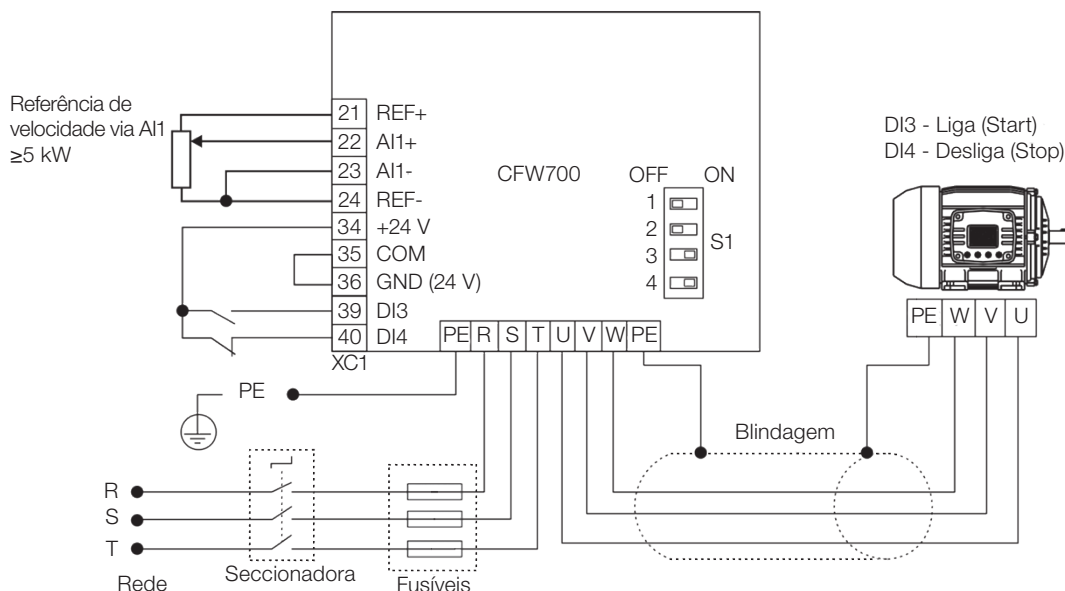 Referência de
velocidade via AI1
≥5 kW
21 REF+
22 AI1+
23 AI1-
24 REF-
34 +24 V
35 COM
36 GND (24 V)
39 DI3
40 DI4
XC1
CFW700
OFF ON
1
2
3
4
S1
PE R S T U V W PE
DI3 - Liga (Start)
DI4 - Desliga (Stop)
PE W V U
PE
Blindagem
R
S
T
Rede
Seccionadora
Fusíveis